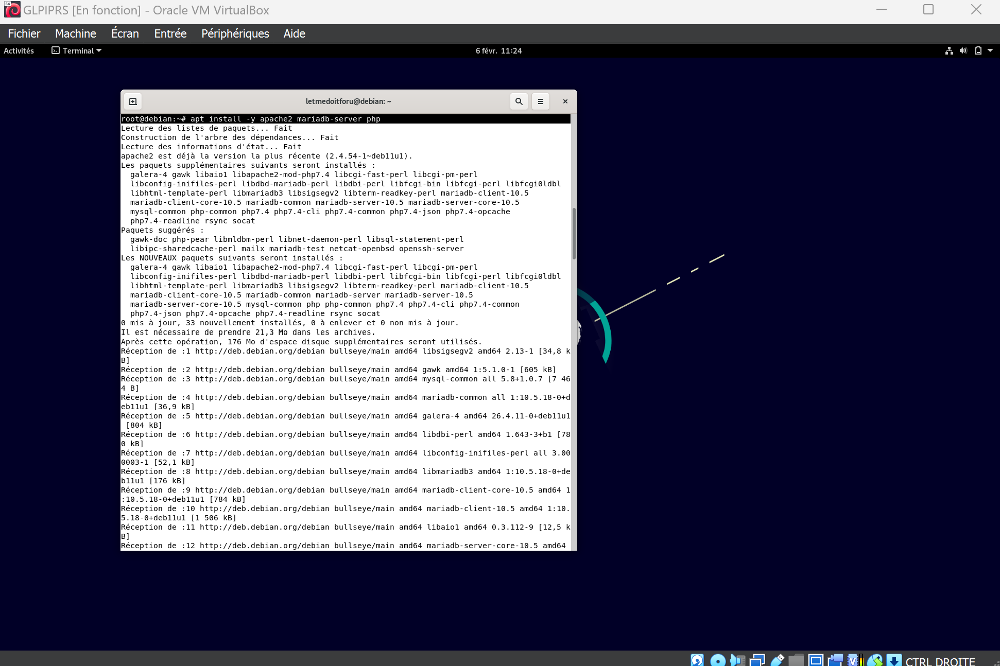 64
GLPIPRS [En fonction] - Oracle VM VirtualBox
Fichier Machine Écran Entrée Périphériques Aide
Activités Terminal 6 févr. 11:24
letmedoitforu@debian: ~
root@debian:~# apt install -y apache2 mariadb-server php
Lecture des listes de paquets... Fait
Construction de l'arbre des dépendances... Fait
Lecture des informations d'état... Fait
apache2 est déjà la version la plus récente (2.4.54-1~deb11u1).
Les paquets supplémentaires suivants seront installés :
  galera-4 gawk libaio1 libapache2-mod-php7.4 libcgi-fast-perl libcgi-pm-perl
  libconfig-inifiles-perl libdbd-mariadb-perl libdbi-perl libfcgi-bin libfcgi-perl libfcgi0ldbl
  libhtml-template-perl libmariadb3 libsigsegv2 libterm-readkey-perl mariadb-client-10.5
  mariadb-client-core-10.5 mariadb-common mariadb-server-10.5 mariadb-server-core-10.5
  mysql-common php-common php7.4 php7.4-cli php7.4-common php7.4-json php7.4-opcache
  php7.4-readline rsync socat
Paquets suggérés :
  gawk-doc php-pear libmldbm-perl libnet-daemon-perl libsql-statement-perl
  libipc-sharedcache-perl mailx mariadb-test netcat-openbsd openssh-server
Les NOUVEAUX paquets suivants seront installés :
  galera-4 gawk libaio1 libapache2-mod-php7.4 libcgi-fast-perl libcgi-pm-perl
  libconfig-inifiles-perl libdbd-mariadb-perl libdbi-perl libfcgi-bin libfcgi-perl libfcgi0ldbl
  libhtml-template-perl libmariadb3 libsigsegv2 libterm-readkey-perl mariadb-client-10.5
  mariadb-client-core-10.5 mariadb-common mariadb-server mariadb-server-10.5
  mariadb-server-core-10.5 mysql-common php php-common php7.4 php7.4-cli php7.4-common
  php7.4-json php7.4-opcache php7.4-readline rsync socat
0 mis à jour, 33 nouvellement installés, 0 à enlever et 0 non mis à jour.
Il est nécessaire de prendre 21,3 Mo dans les archives.
Après cette opération, 176 Mo d'espace disque supplémentaires seront utilisés.
Réception de :1 http://deb.debian.org/debian bullseye/main amd64 libsigsegv2 amd64 2.13-1 [34,8 k
B]
Réception de :2 http://deb.debian.org/debian bullseye/main amd64 gawk amd64 1:5.1.0-1 [605 kB]
Réception de :3 http://deb.debian.org/debian bullseye/main amd64 mysql-common all 5.8+1.0.7 [7 46
4 B]
Réception de :4 http://deb.debian.org/debian bullseye/main amd64 mariadb-common all 1:10.5.18-0+d
eb11u1 [36,9 kB]
Réception de :5 http://deb.debian.org/debian bullseye/main amd64 galera-4 amd64 26.4.11-0+deb11u1
 [804 kB]
Réception de :6 http://deb.debian.org/debian bullseye/main amd64 libdbi-perl amd64 1.643-3+b1 [78
0 kB]
Réception de :7 http://deb.debian.org/debian bullseye/main amd64 libconfig-inifiles-perl all 3.00
0003-1 [52,1 kB]
Réception de :8 http://deb.debian.org/debian bullseye/main amd64 libmariadb3 amd64 1:10.5.18-0+de
b11u1 [176 kB]
Réception de :9 http://deb.debian.org/debian bullseye/main amd64 mariadb-client-core-10.5 amd64 1
:10.5.18-0+deb11u1 [784 kB]
Réception de :10 http://deb.debian.org/debian bullseye/main amd64 mariadb-client-10.5 amd64 1:10.
5.18-0+deb11u1 [1 506 kB]
Réception de :11 http://deb.debian.org/debian bullseye/main amd64 libaio1 amd64 0.3.112-9 [12,5 k
B]
Réception de :12 http://deb.debian.org/debian bullseye/main amd64 mariadb-server-core-10.5 amd64
CTRL DROITE